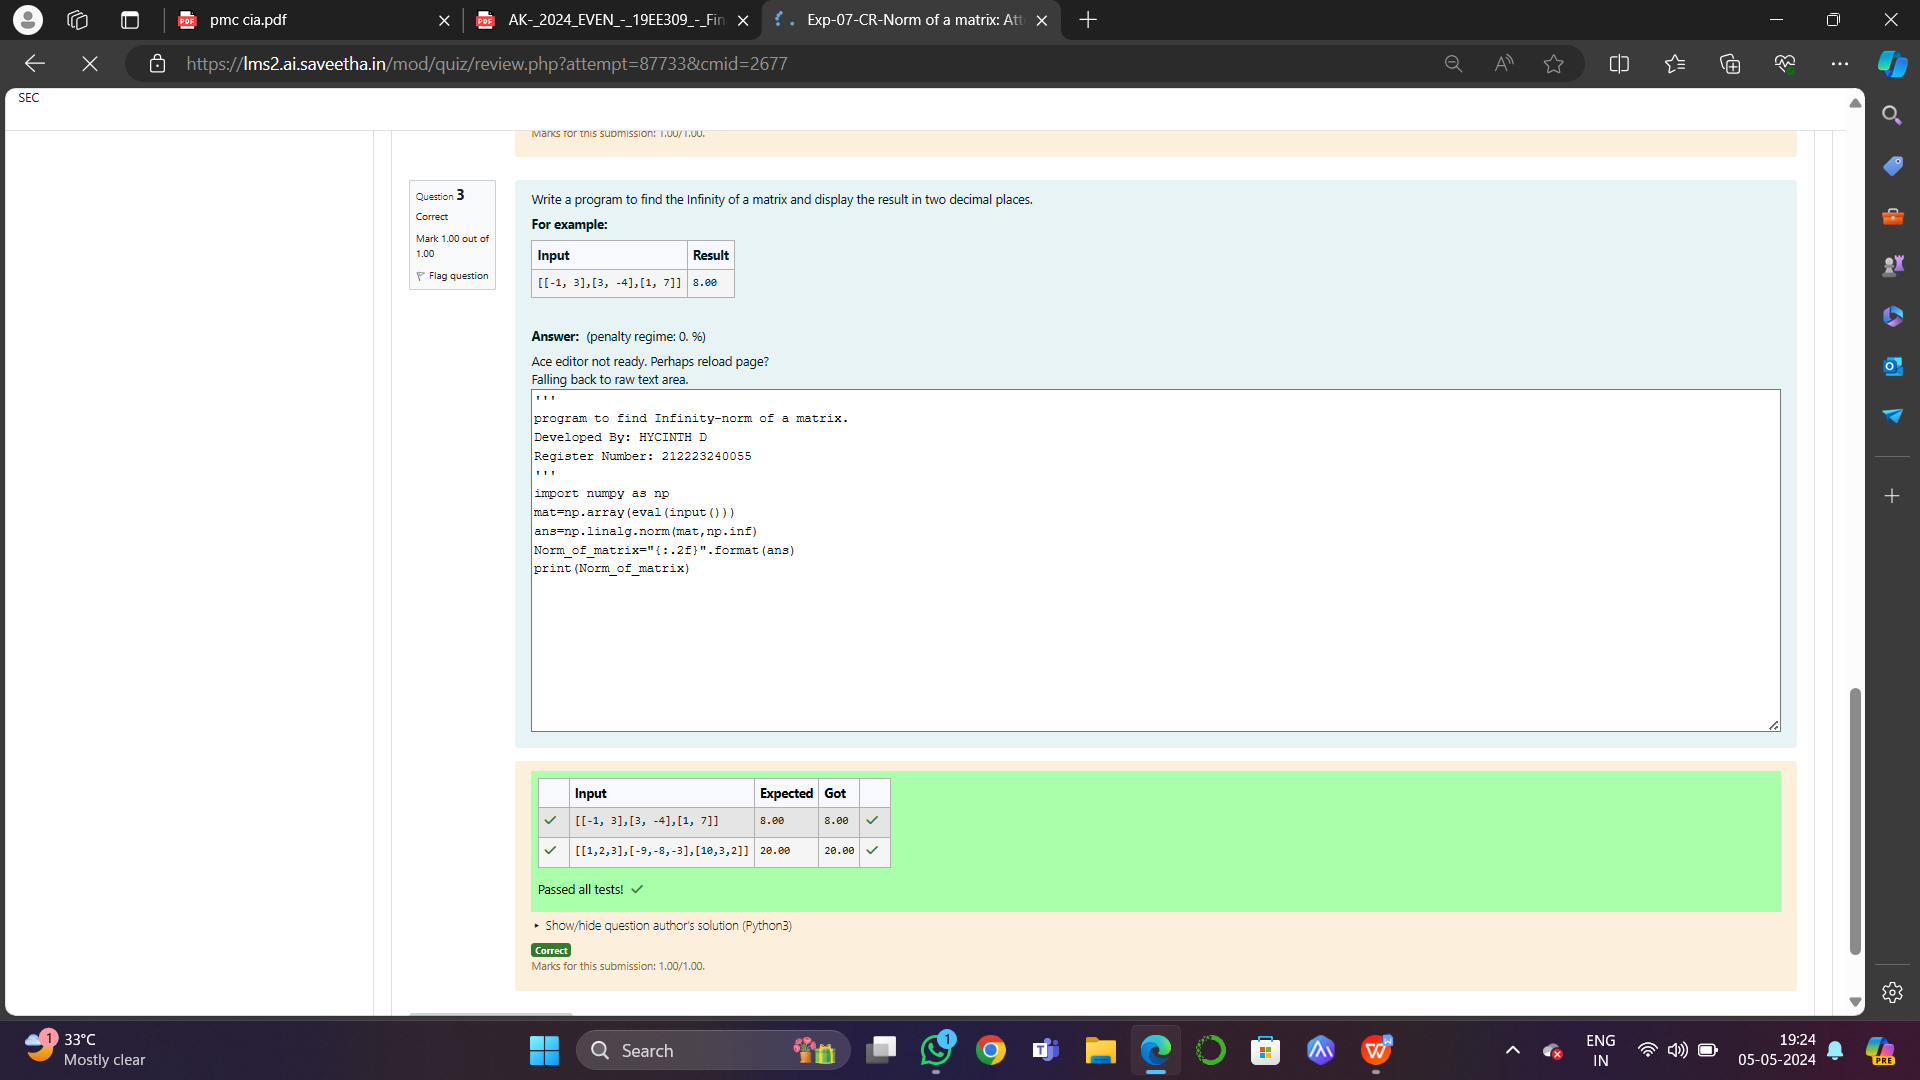 pmc cia.pdf
AK-_2024_EVEN_-_19EE309_-_Fin
Exp-07-CR-Norm of a matrix: Att
https://lms2.ai.saveetha.in/mod/quiz/review.php?attempt=87733&cmid=2677
SEC
Marks for this submission: 1.00/1.00.
Question 3
Correct
Mark 1.00 out of
1.00
Flag question
Write a program to find the Infinity of a matrix and display the result in two decimal places.
For example:
Input Result
[[-1, 3],[3, -4],[1, 7]] 8.00
Answer: (penalty regime: 0. %)
Ace editor not ready. Perhaps reload page?
Falling back to raw text area.
'''
program to find Infinity-norm of a matrix.
Developed By: HYCINTH D
Register Number: 212223240055
'''
import numpy as np
mat=np.array(eval(input()))
ans=np.linalg.norm(mat,np.inf)
Norm_of_matrix="{:.2f}".format(ans)
print(Norm_of_matrix)
Input Expected Got
[[-1, 3],[3, -4],[1, 7]] 8.00 8.00
[[1,2,3],[-9,-8,-3],[10,3,2]] 20.00 20.00
Passed all tests!
Show/hide question author's solution (Python3)
Correct
Marks for this submission: 1.00/1.00.
1
33°C
Mostly clear
Search
1
ENG
IN
19:24
05-05-2024
PRE